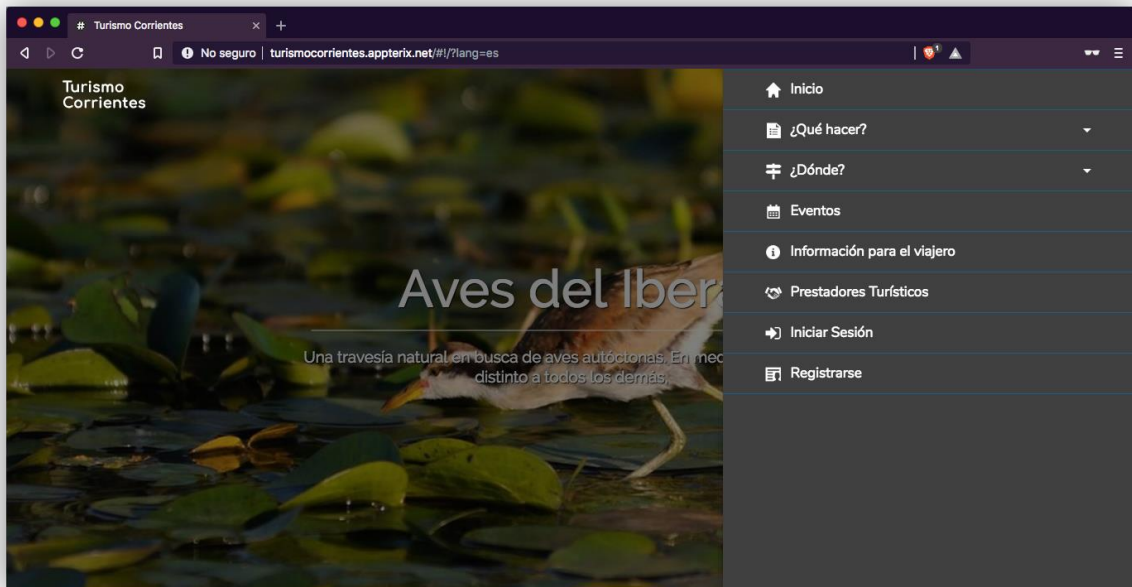 # Turismo Corrientes
No seguro | turismocorrientes.appterix.net/#!/?lang=es
1
Turismo
Corrientes
Aves del Iber
Una travesía natural en busca de aves autóctonas. En med
distinto a todos los demás,
Inicio
¿Qué hacer?
¿Dónde?
Eventos
Información para el viajero
Prestadores Turísticos
Iniciar Sesión
Registrarse